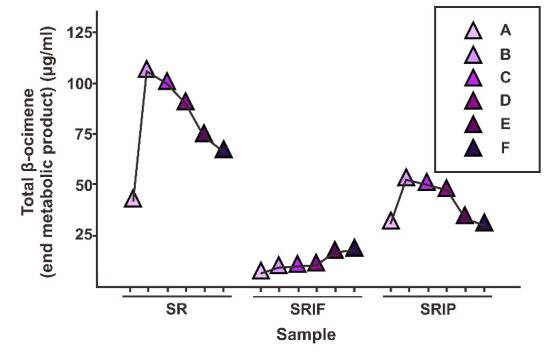 Total β-ocimene
(end metabolic product) (µg/ml)
125
100
75
50
25
A
B
C
D
E
F
SR
SRIF
SRIP
Sample